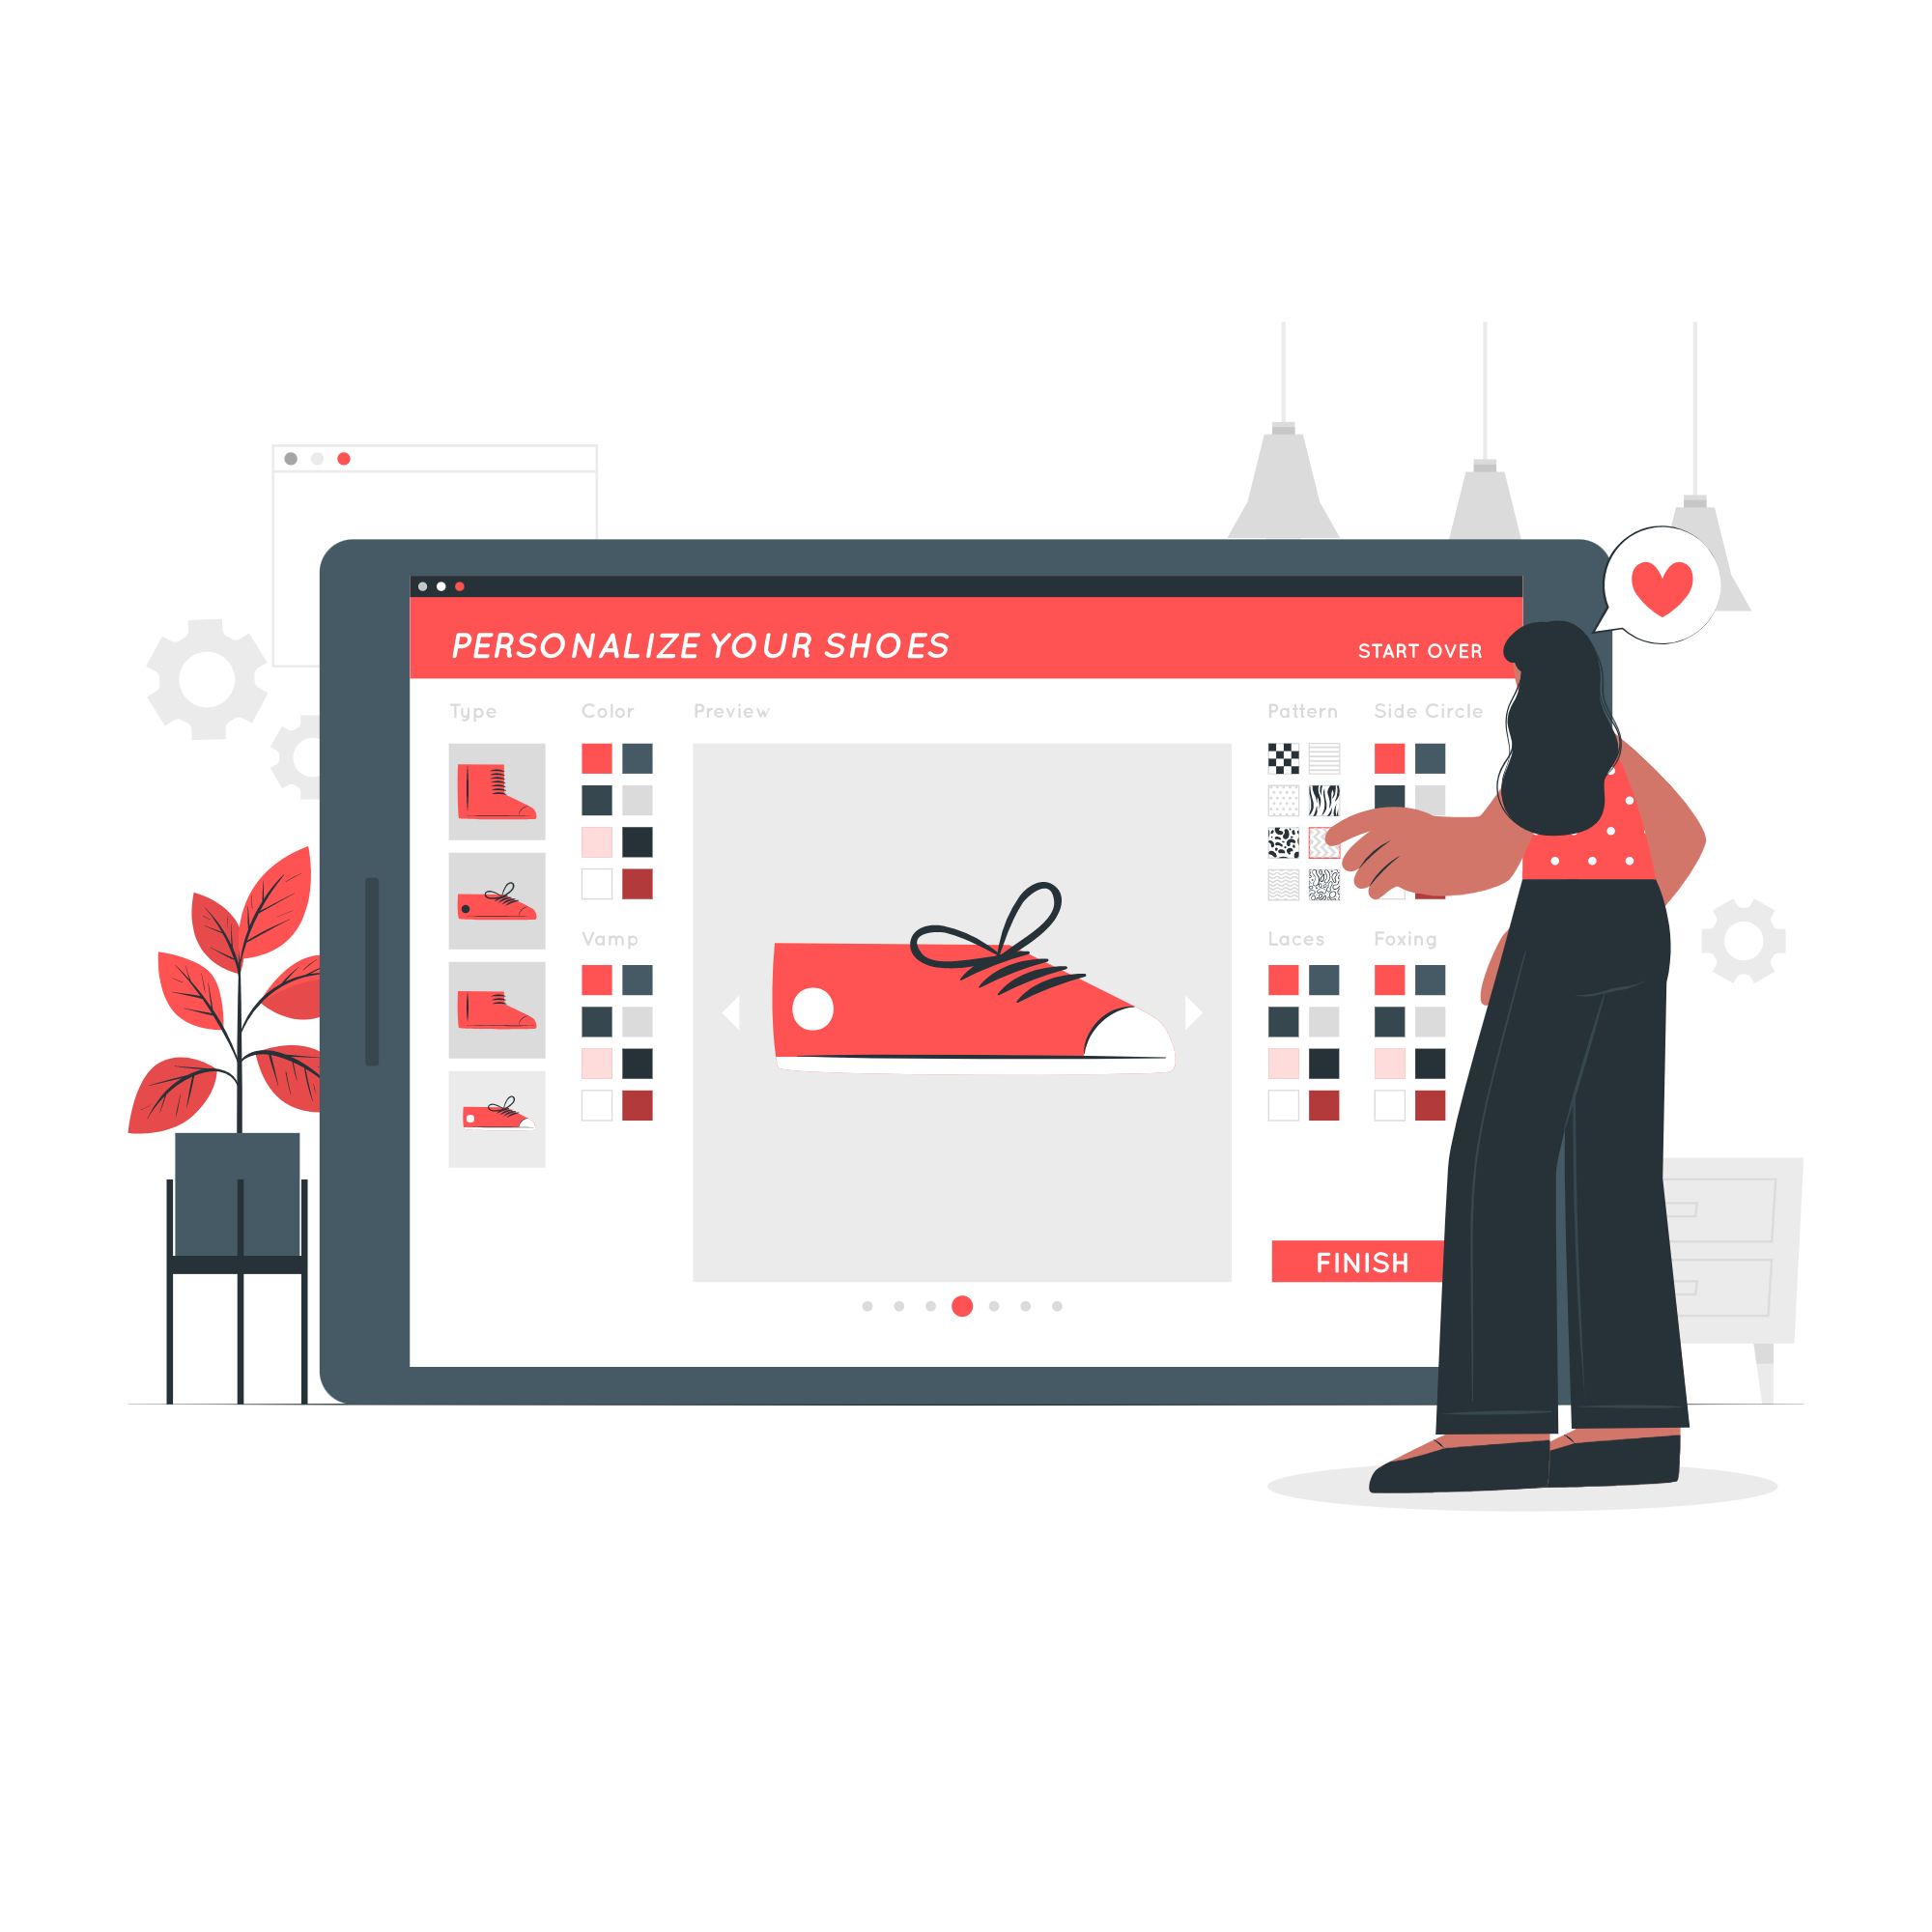 PERSONALIZE YOUR SHOES
START OVER
Type
Color
Preview
Pattern
Side Circle
Vamp
Laces
Foxing
FINISH